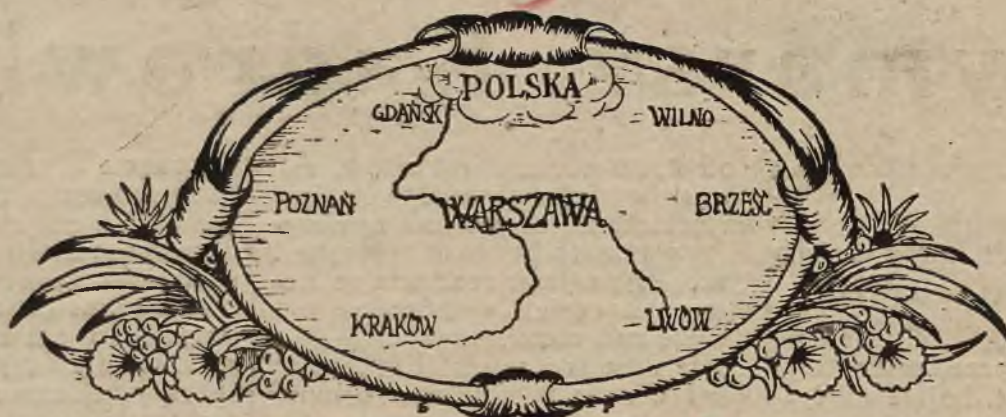 POLSKA
GDAŃSK
WILNO
POZNAŃ
WARSZAWA
BRZEŚĆ
KRAKÓW
LWÓW